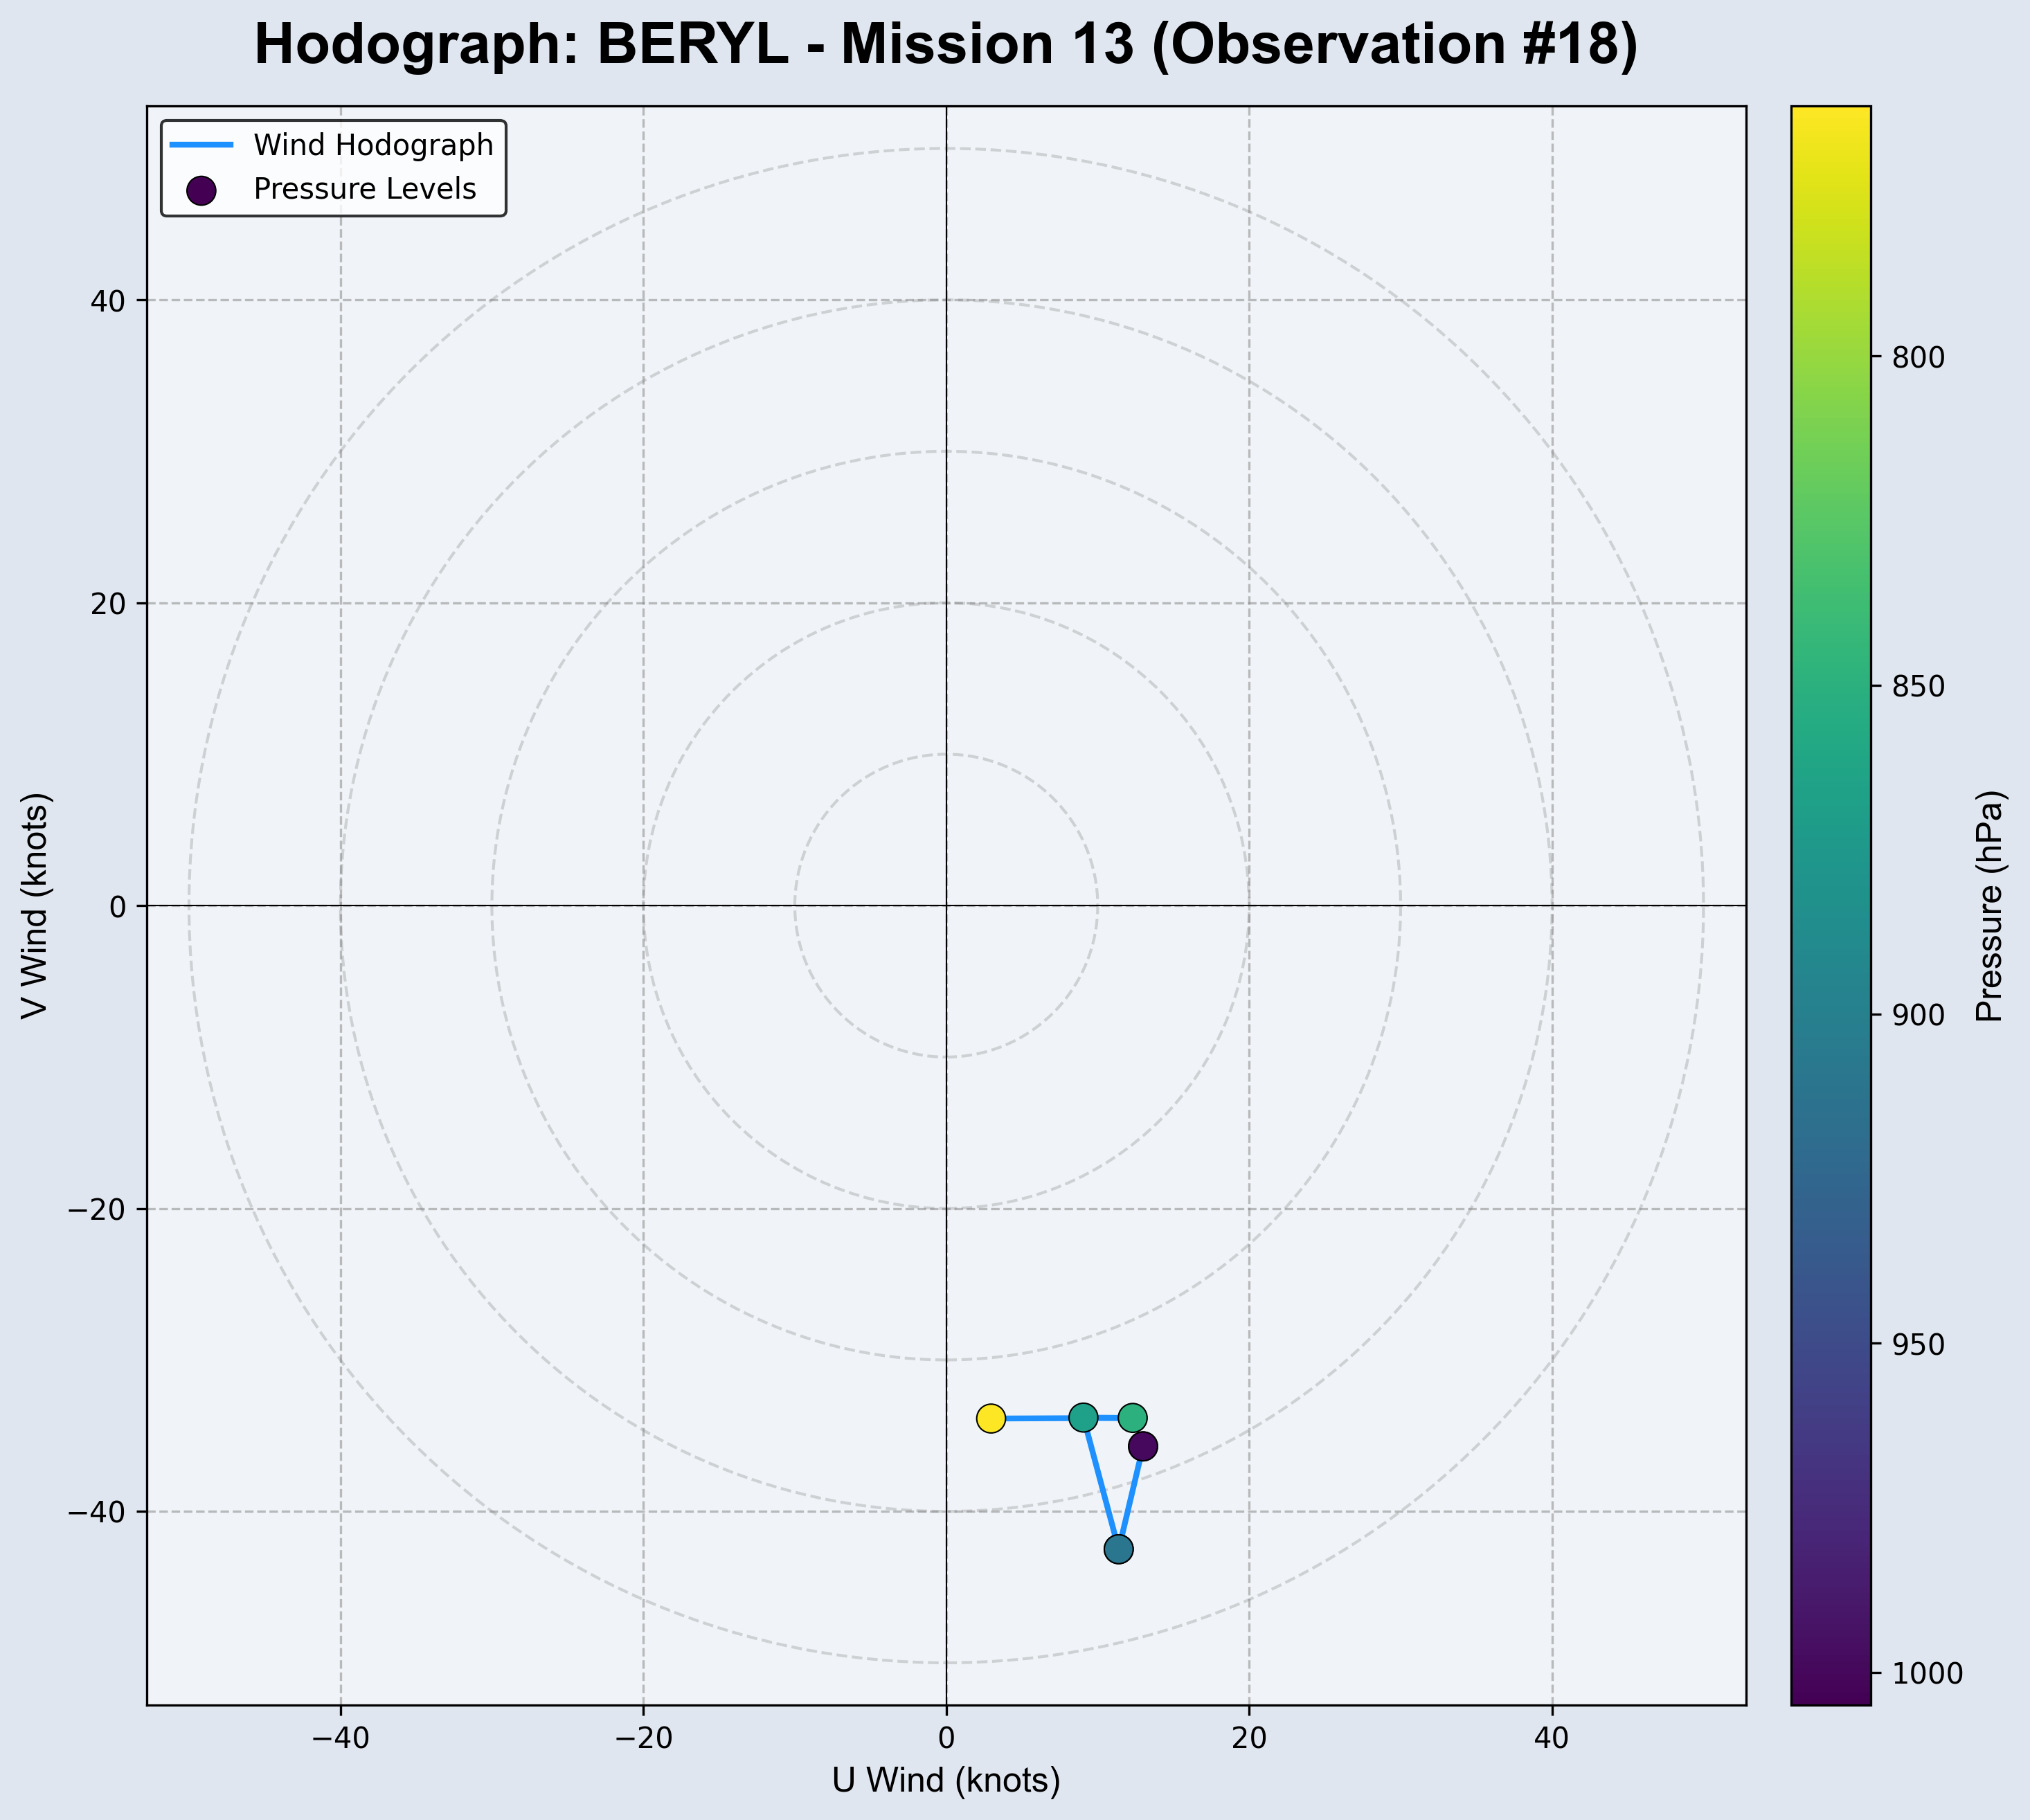 Hodograph: BERYL - Mission 13 (Observation #18)
Wind Hodograph
Pressure Levels
40
20
0
−20
−40
V Wind (knots)
−40
−20
0
20
40
U Wind (knots)
800
850
900
950
1000
Pressure (hPa)